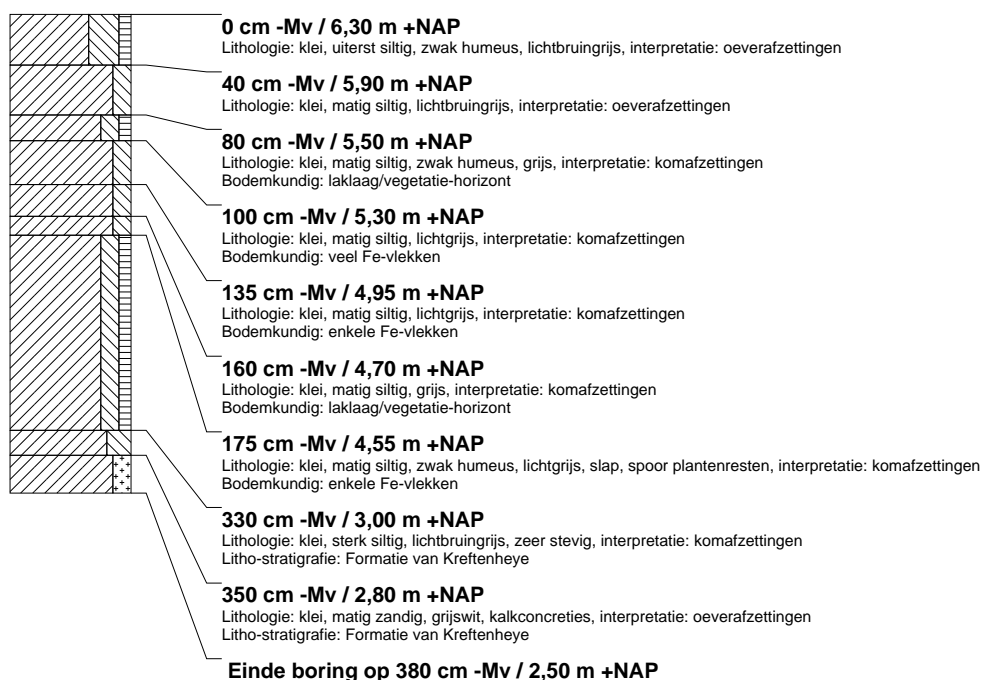 0 cm -Mv / 6,30 m +NAP
Lithologie: klei, uiterst siltig, zwak humeus, lichtbruingrijs, interpretatie: oeverafzettingen
40 cm -Mv / 5,90 m +NAP
Lithologie: klei, matig siltig, lichtbruingrijs, interpretatie: oeverafzettingen
80 cm -Mv / 5,50 m +NAP
Lithologie: klei, matig siltig, zwak humeus, grijs, interpretatie: komafzettingen
Bodemkundig: laklaag/vegetatie-horizont
100 cm -Mv / 5,30 m +NAP
Lithologie: klei, matig siltig, lichtgrijs, interpretatie: komafzettingen
Bodemkundig: veel Fe-vlekken
135 cm -Mv / 4,95 m +NAP
Lithologie: klei, matig siltig, lichtgrijs, interpretatie: komafzettingen
Bodemkundig: enkele Fe-vlekken
160 cm -Mv / 4,70 m +NAP
Lithologie: klei, matig siltig, grijs, interpretatie: komafzettingen
Bodemkundig: laklaag/vegetatie-horizont
175 cm -Mv / 4,55 m +NAP
Lithologie: klei, matig siltig, zwak humeus, lichtgrijs, slap, spoor plantenresten, interpretatie: komafzettingen
Bodemkundig: enkele Fe-vlekken
330 cm -Mv / 3,00 m +NAP
Lithologie: klei, sterk siltig, lichtbruingrijs, zeer stevig, interpretatie: komafzettingen
Litho-stratigrafie: Formatie van Kreftenheye
350 cm -Mv / 2,80 m +NAP
Lithologie: klei, matig zandig, grijswit, kalkconcreties, interpretatie: oeverafzettingen
Litho-stratigrafie: Formatie van Kreftenheye
Einde boring op 380 cm -Mv / 2,50 m +NAP